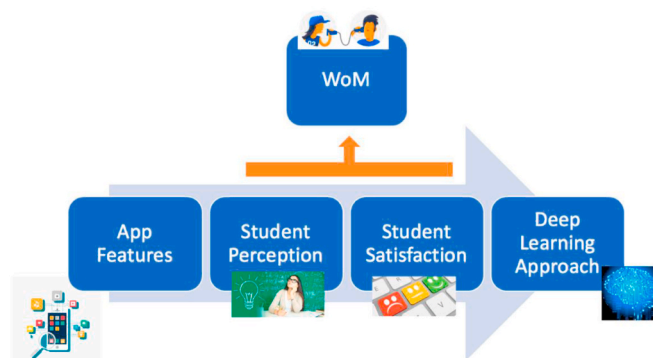 WoM
App
Features
Student
Perception
Student
Satisfaction
Deep
Learning
Approach